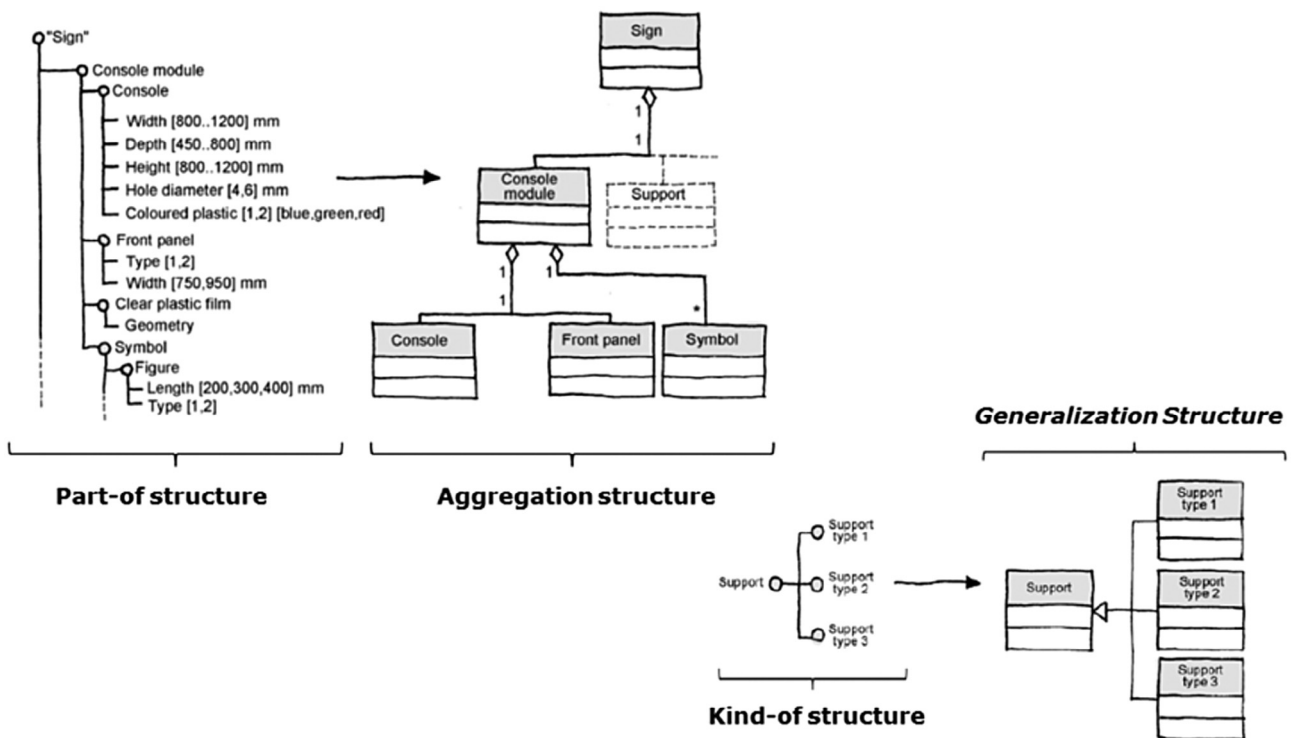 "Sign"
Console module
Console
Width [800..1200] mm
Depth [450..800] mm
Height [800..1200] mm
Hole diameter [4,6] mm
Coloured plastic [1,2] [blue,green,red]
Front panel
Type [1,2]
Width [750,950] mm
Clear plastic film
Geometry
Symbol
Figure
Length [200,300,400] mm
Type [1,2]
Part-of structure
Sign
1
1
Console
module
Support
1
1
1
*
Console
Front panel
Symbol
Aggregation structure
Support
Support
type 1
Support
type 2
Support
type 3
Kind-of structure
Generalization Structure
Support
Support
type 1
Support
type 2
Support
type 3